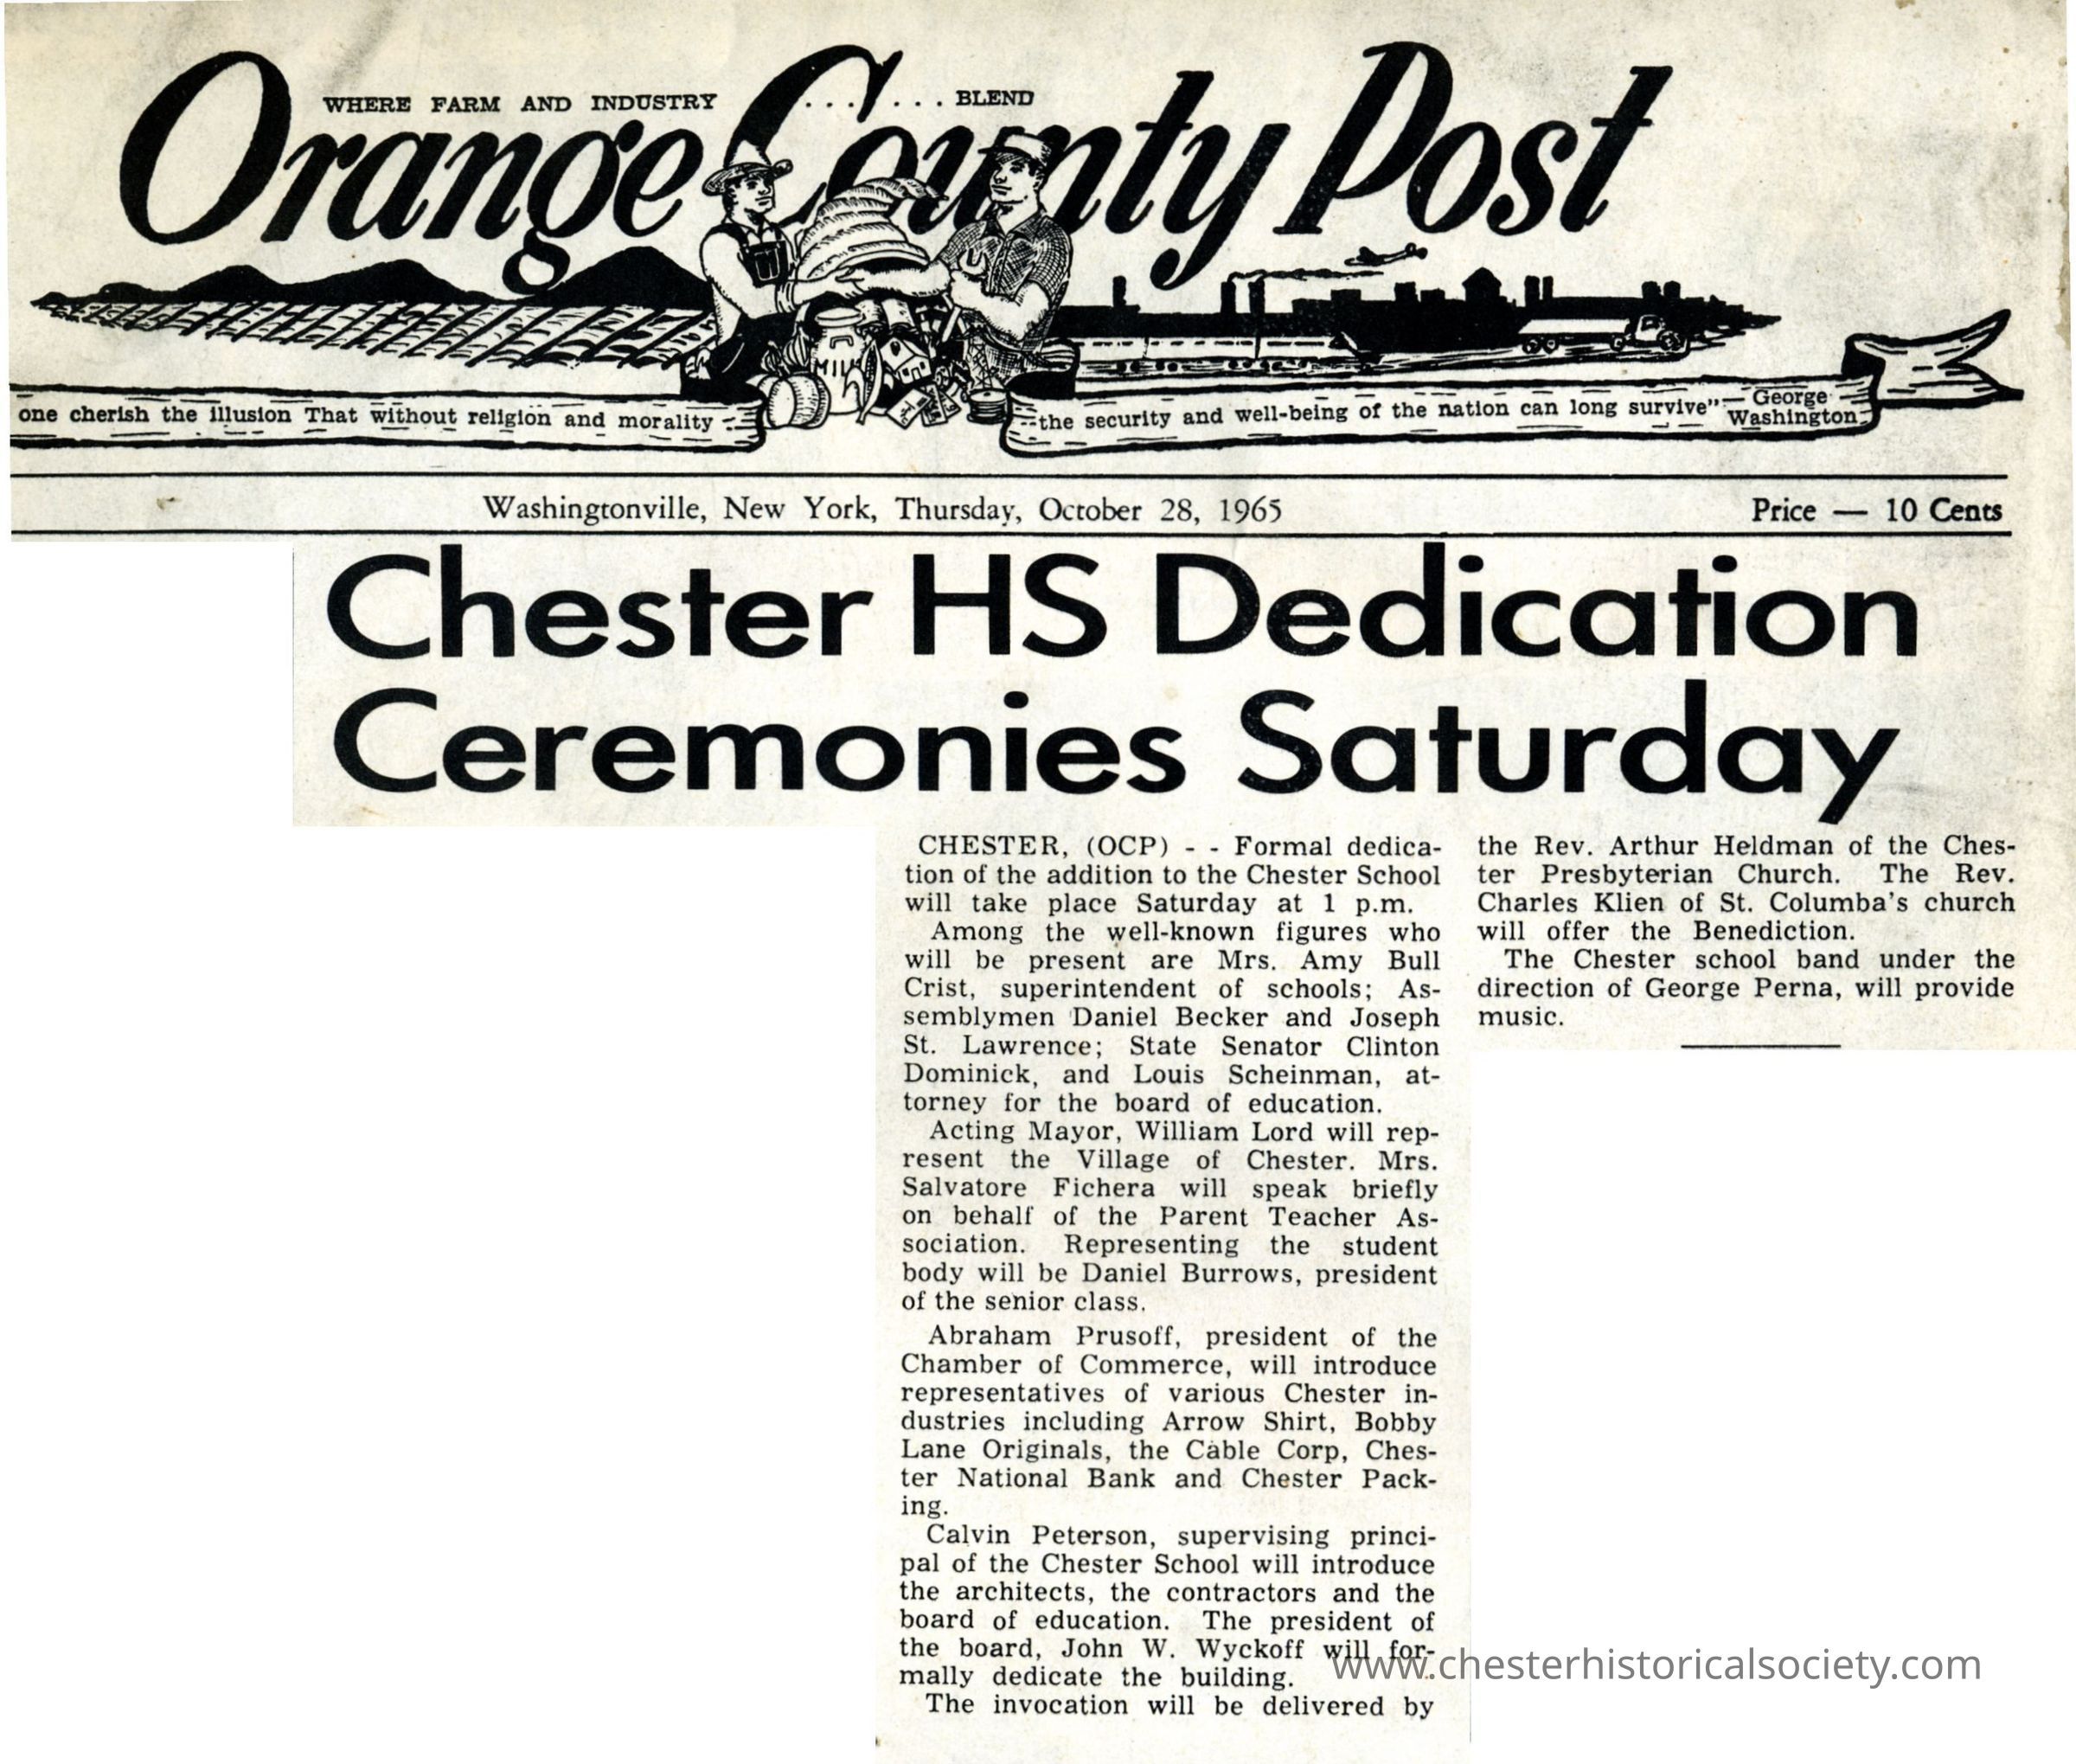 WHERE FARM AND INDUSTRY . . . . . . BLEND
Orange County Post
MILK
one cherish the illusion That without religion and morality --
--the security and well-being of the nation can long survive"— George Washington
Washingtonville, New York, Thursday, October 28, 1965
Price — 10 Cents
Chester HS Dedication
Ceremonies Saturday
CHESTER, (OCP) - - Formal dedica-
tion of the addition to the Chester School
will take place Saturday at 1 p.m.
Among the well-known figures who
will be present are Mrs. Amy Bull
Crist, superintendent of schools; As-
semblymen Daniel Becker and Joseph
St. Lawrence; State Senator Clinton
Dominick, and Louis Scheinman, at-
torney for the board of education.
Acting Mayor, William Lord will rep-
resent the Village of Chester. Mrs.
Salvatore Fichera will speak briefly
on behalf of the Parent Teacher As-
sociation. Representing the student
body will be Daniel Burrows, president
of the senior class.
Abraham Prusoff, president of the
Chamber of Commerce, will introduce
representatives of various Chester in-
dustries including Arrow Shirt, Bobby
Lane Originals, the Cable Corp, Ches-
ter National Bank and Chester Pack-
ing.
Calvin Peterson, supervising princi-
pal of the Chester School will introduce
the architects, the contractors and the
board of education. The president of
the board, John W. Wyckoff will for-
mally dedicate the building.
The invocation will be delivered by
the Rev. Arthur Heldman of the Ches-
ter Presbyterian Church. The Rev.
Charles Klien of St. Columba's church
will offer the Benediction.
The Chester school band under the
direction of George Perna, will provide
music.
www.chesterhistoricalsociety.com